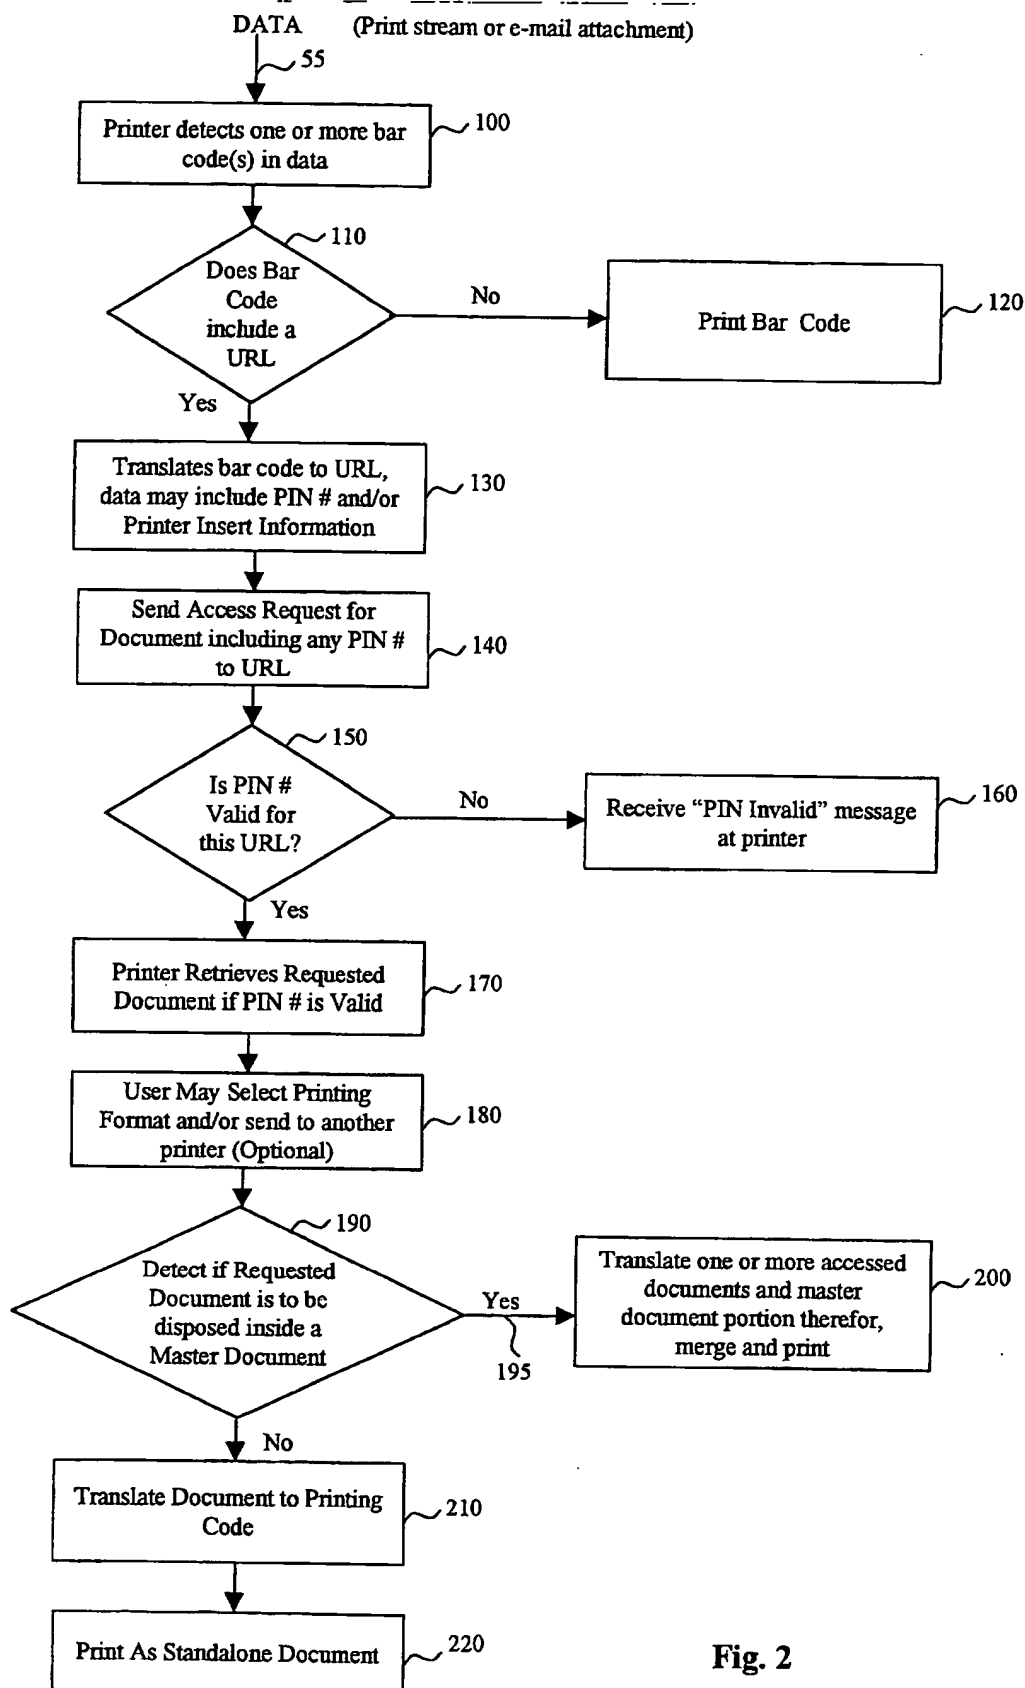 DATA (Print stream or e-mail attachment)
55
Printer detects one or more bar
code(s) in data
100
110
Does Bar
Code
include a
URL
No
Print Bar Code
120
Yes
Translates bar code to URL,
data may include PIN # and/or
Printer Insert Information
130
Send Access Request for
Document including any PIN #
to URL
140
150
Is PIN #
Valid for
this URL?
No
Receive “PIN Invalid” message
at printer
160
Yes
Printer Retrieves Requested
Document if PIN # is Valid
170
User May Select Printing
Format and/or send to another
printer (Optional)
180
190
Detect if Requested
Document is to be
disposed inside a
Master Document
Yes
195
Translate one or more accessed
documents and master
document portion therefor,
merge and print
200
No
Translate Document to Printing
Code
210
Print As Standalone Document
220
Fig. 2